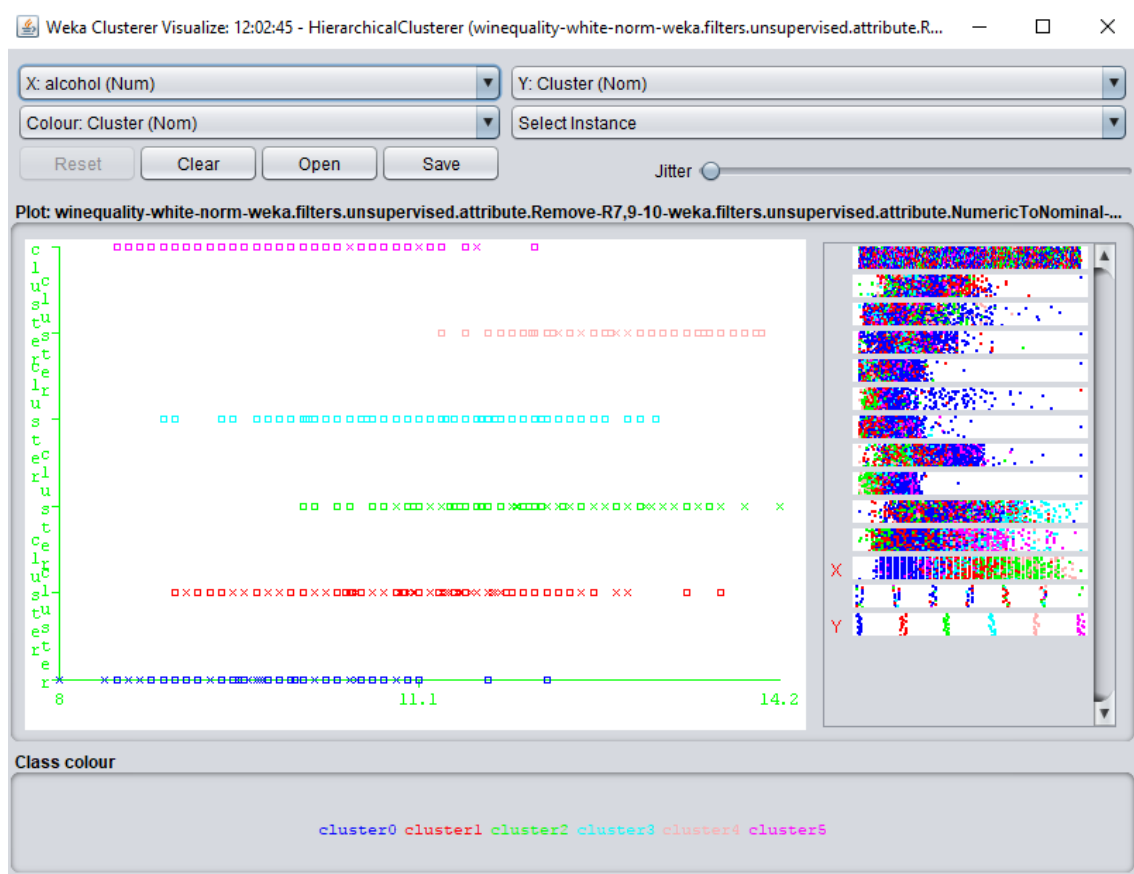 Weka Clusterer Visualize: 12:02:45 - HierarchicalClusterer (winequality-white-norm-weka.filters.unsupervised.attribute.R...
X: alcohol (Num)
Y: Cluster (Nom)
Colour: Cluster (Nom)
Select Instance
Reset
Clear
Open
Save
Jitter
Plot: winequality-white-norm-weka.filters.unsupervised.attribute.Remove-R7,9-10-weka.filters.unsupervised.attribute.NumericToNominal-...
8
11.1
14.2
X
Y
Class colour
cluster0 cluster1 cluster2 cluster3 cluster4 cluster5